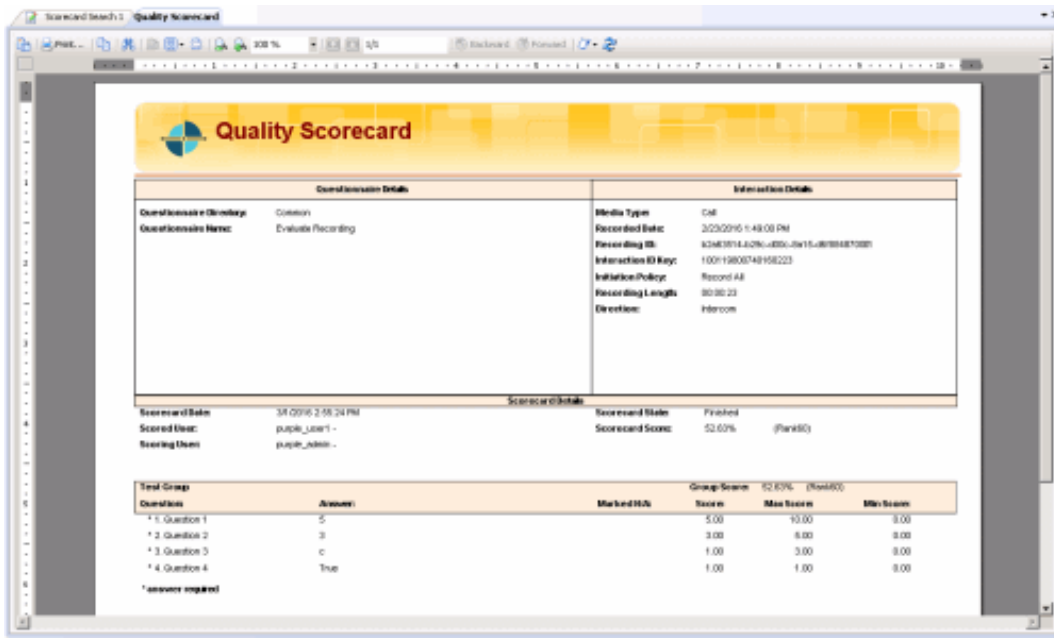 Scorecard Search 1 Quality Scorecard
Print... 100 % 1/1 Backward Forward
Quality Scorecard
Questionnaire Details Interaction Details
Questionnaire Directory: Common Media Type: Call
Questionnaire Name: Evaluate Recording Recorded Date: 2/23/2016 1:49:00 PM
Recording ID:
Interaction ID Key:
Initiation Policy: Record All
Recording Length: 00:00:23
Direction: Intercom
Scorecard Details
Scorecard Date: 3/1/2016 2:55:24 PM Scorecard State: Finished
Scored User: purple_user1 - Scorecard Score: 52.63% (Rank60)
Scoring User: purple_admin -
Test Group Group Score: 52.63% (Rank60)
Question: Answer: Marked N/A: Score: Max Score: Min Score:
* 1. Question 1 5 5.00 10.00 0.00
* 2. Question 2 3 3.00 0.00
* 3. Question 3 c 1.00 3.00 0.00
* 4. Question 4 True 1.00 1.00 0.00
* answer required